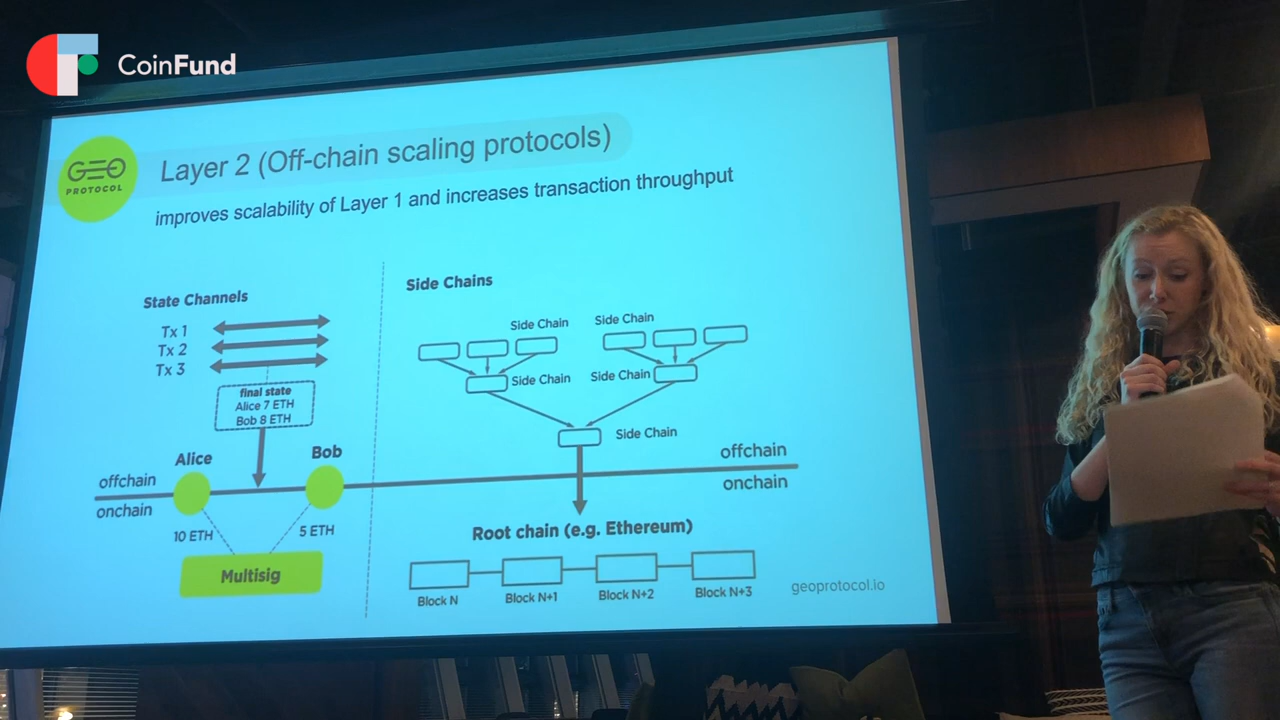 CoinFund
GEO
PROTOCOL
Layer 2 (Off-chain scaling protocols)
improves scalability of Layer 1 and increases transaction throughput
State Channels
Tx 1
Tx 2
Tx 3
final state
Alice 7 ETH
Bob 8 ETH
Alice
Bob
offchain
onchain
10 ETH
5 ETH
Multisig
Side Chains
Side Chain
Side Chain
Side Chain
Side Chain
Side Chain
offchain
onchain
Root chain (e.g. Ethereum)
Block N
Block N+1
Block N+2
Block N+3
geoprotocol.io